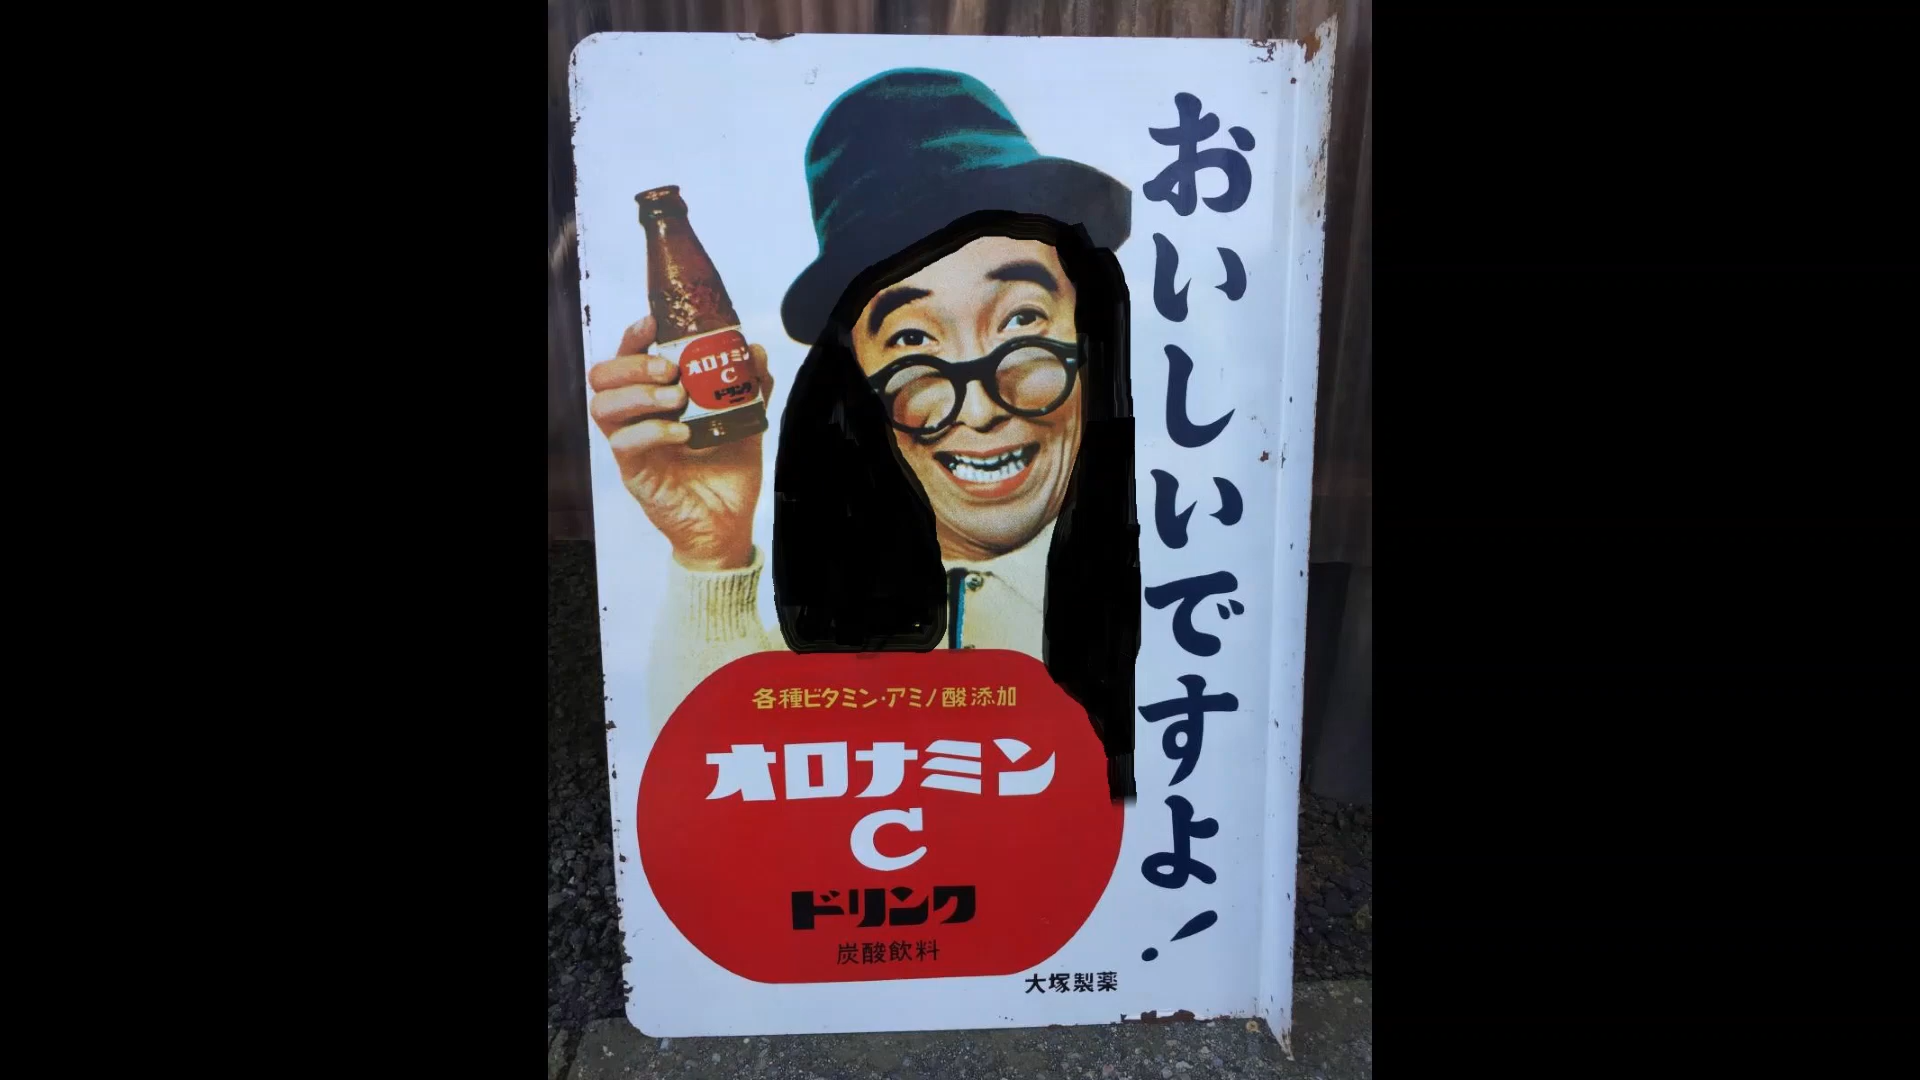 おいしいですよ!
オロナミン
C
ドリンク
各種ビタミン・アミノ酸添加
オロナミン
C
ドリンク
炭酸飲料
大塚製薬